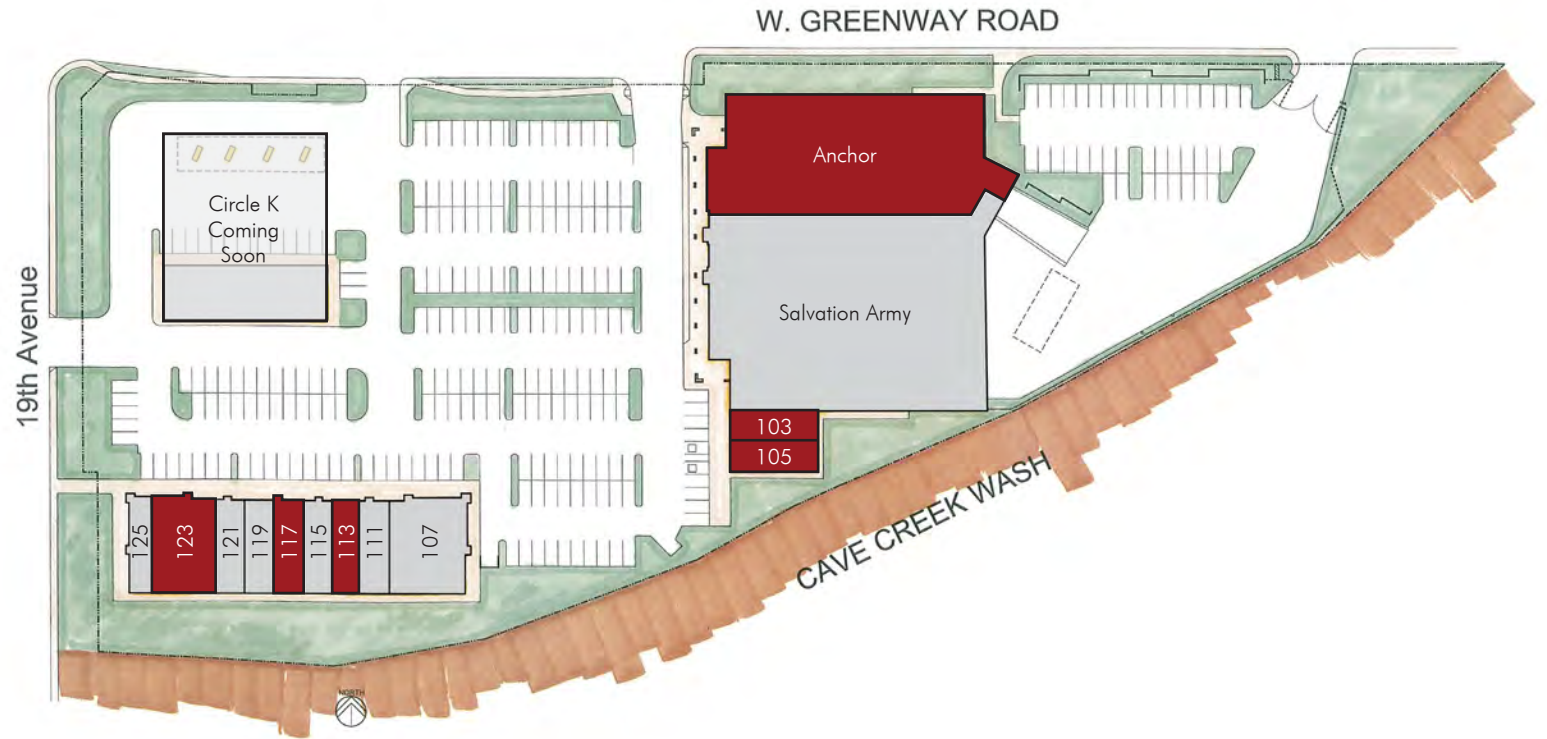 W. GREENWAY ROAD
Anchor
Circle K
Coming
Soon
19th Avenue
Salvation Army
103
105
125
123
121
119
117
115
113
111
107
CAVE CREEK WASH
NORTH